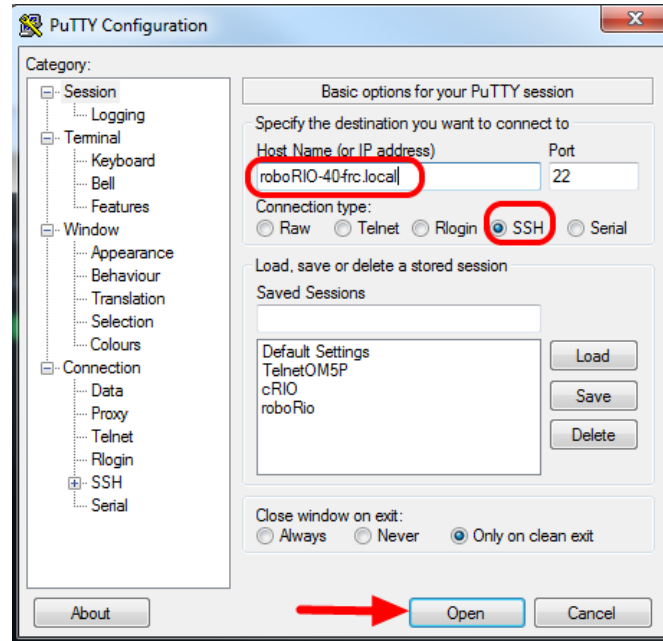 PuTTY Configuration
Category:
Session
Logging
Terminal
Keyboard
Bell
Features
Window
Appearance
Behaviour
Translation
Selection
Colours
Connection
Data
Proxy
Telnet
Rlogin
SSH
Serial
Basic options for your PuTTY session
Specify the destination you want to connect to
Host Name (or IP address) Port
roboRIO-40-frc.local 22
Connection type:
Raw Telnet Rlogin SSH Serial
Load, save or delete a stored session
Saved Sessions
Default Settings
TelnetOM5P
cRIO
roboRio
Load
Save
Delete
Close window on exit:
Always Never Only on clean exit
About Open Cancel